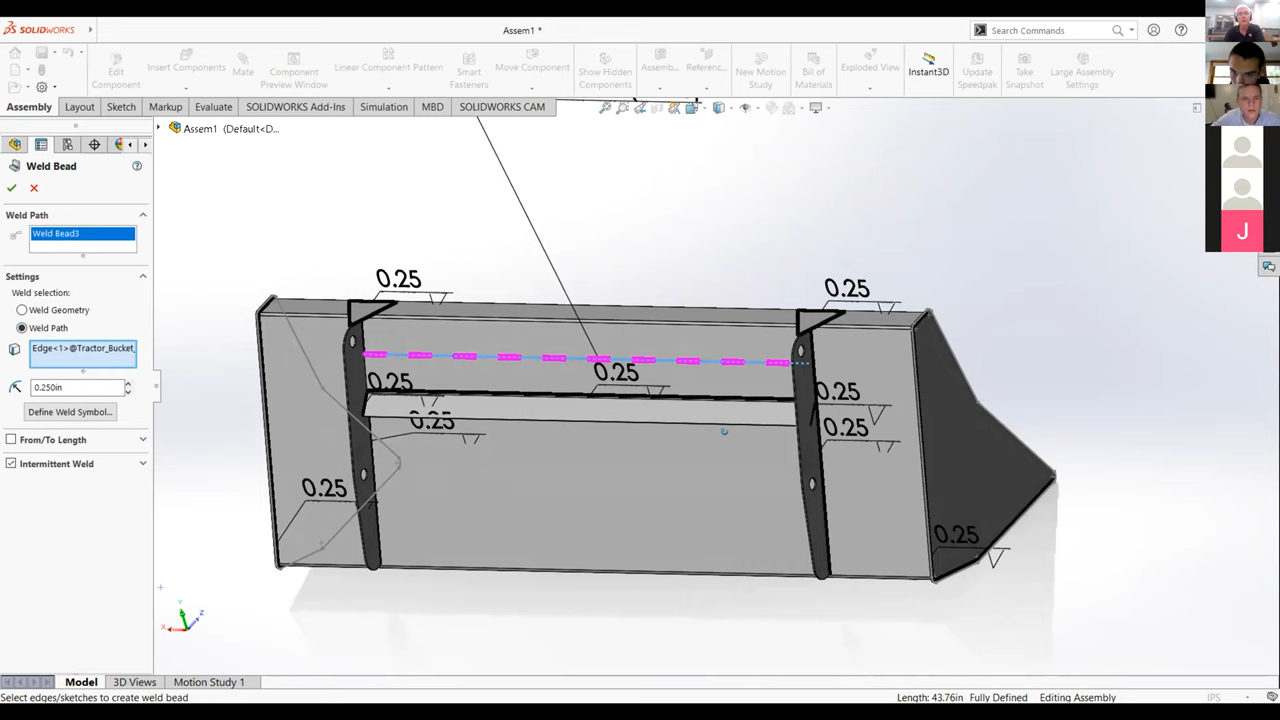 SOLIDWORKS
Assem1 *
Search Commands
Edit Component
Insert Components
Mate
Component Preview Window
Linear Component Pattern
Smart Fasteners
Move Component
Show Hidden Components
Assemb...
Referenc...
New Motion Study
Bill of Materials
Exploded View
Instant3D
Update Speedpak
Take Snapshot
Large Assembly Settings
Assembly
Layout
Sketch
Markup
Evaluate
SOLIDWORKS Add-Ins
Simulation
MBD
SOLIDWORKS CAM
Assem1 (Default<D...
Weld Bead
Weld Path
Weld Bead3
Settings
Weld selection:
Weld Geometry
Weld Path
Edge<1>@Tractor_Bucket_
0.250in
Define Weld Symbol...
From/To Length
Intermittent Weld
0.25
0.25
0.25
0.25
0.25
0.25
0.25
0.25
0.25
X
Y
Z
J
Model
3D Views
Motion Study 1
Select edges/sketches to create weld bead
Length: 43.76in
Fully Defined
Editing Assembly
IPS